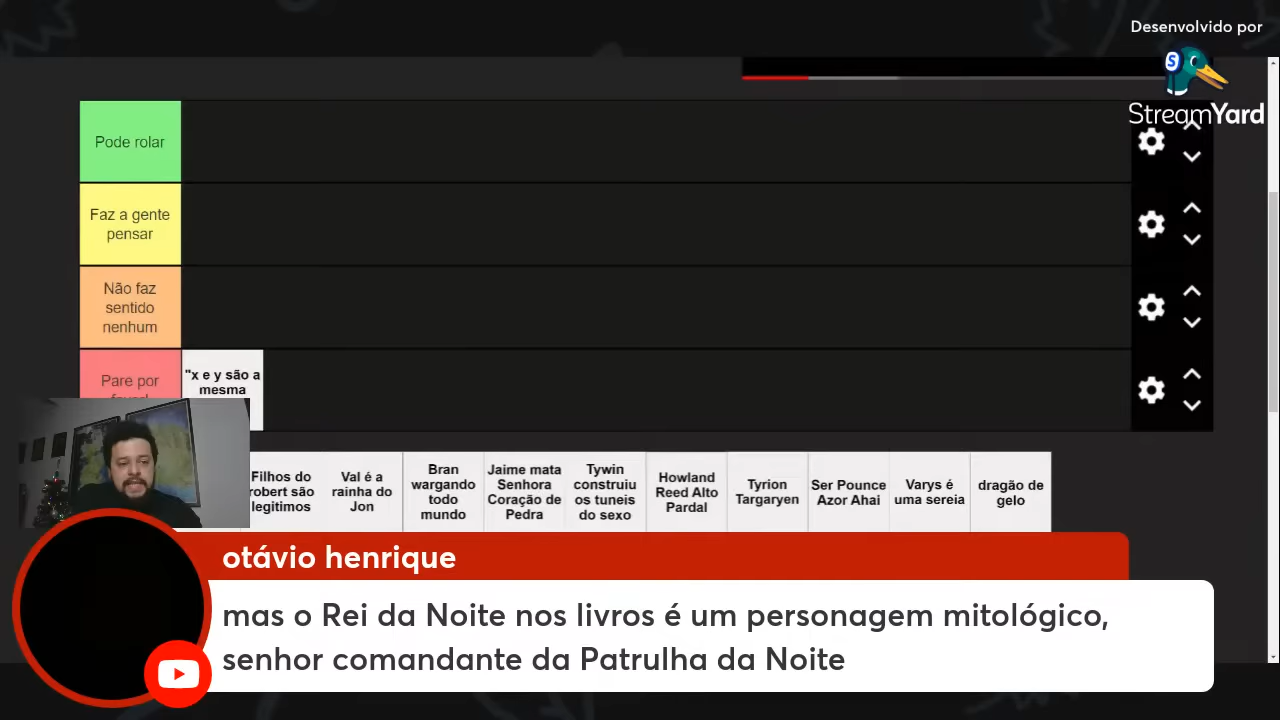 Desenvolvido por
StreamYard
Pode rolar
Faz a gente
pensar
Não faz
sentido
nenhum
Pare por
"x e y são a
mesma
Filhos do
robert são
legitimos
Val é a
rainha do
Jon
Bran
wargando
todo
mundo
Jaime mata
Senhora
Coração de
Pedra
Tywin
construiu
os tuneis
do sexo
Howland
Reed Alto
Pardal
Tyrion
Targaryen
Ser Pounce
Azor Ahai
Varys é
uma sereia
dragão de
gelo
otávio henrique
mas o Rei da Noite nos livros é um personagem mitológico,
senhor comandante da Patrulha da Noite